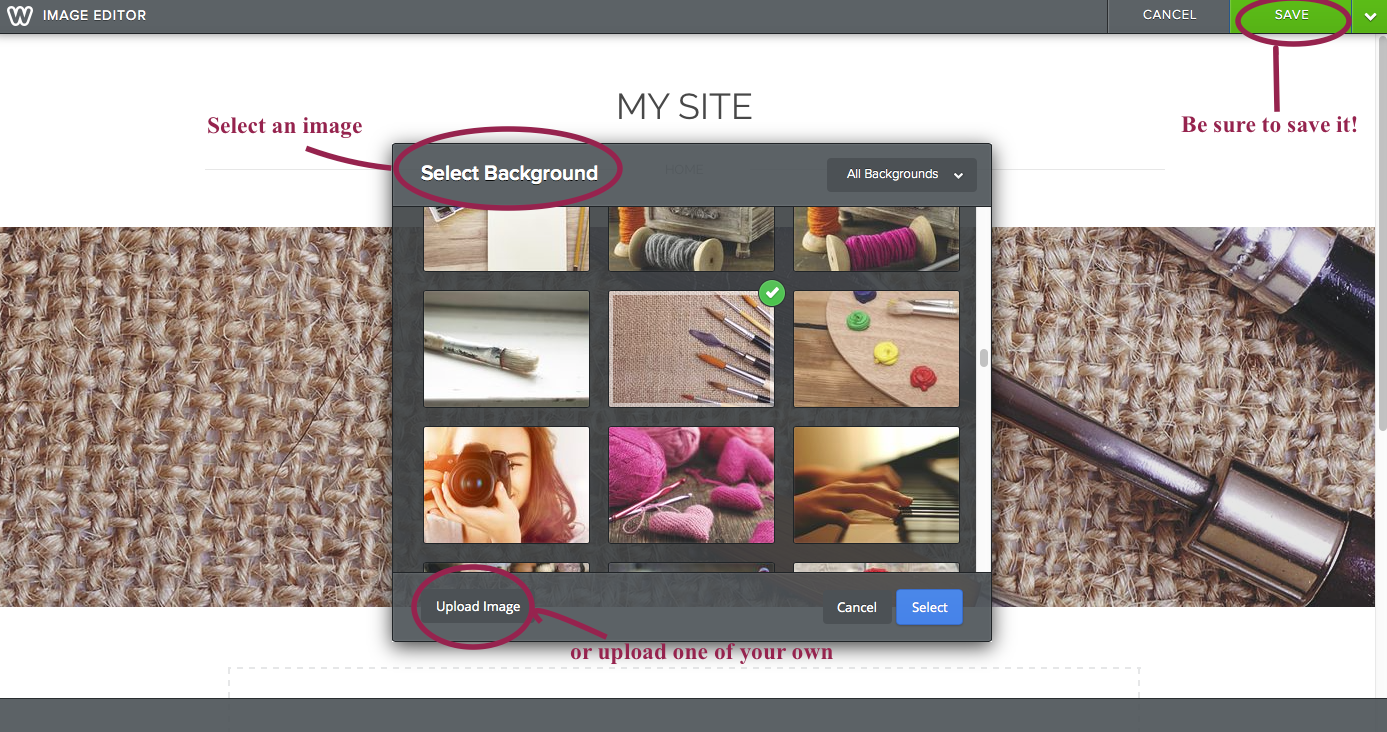 IMAGE EDITOR
CANCEL
SAVE
MY SITE
Select an image
Be sure to save it!
HOME
Select Background
All Backgrounds
Upload Image
Cancel
Select
or upload one of your own